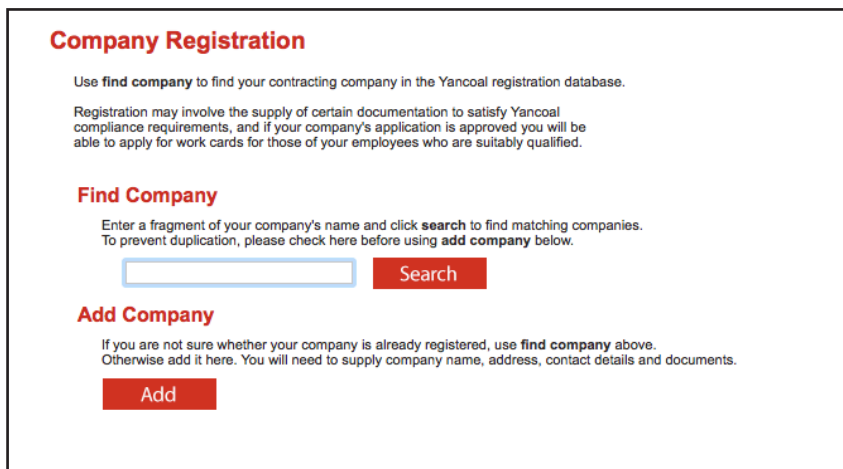 Company Registration
Use find company to find your contracting company in the Yancoal registration database.
Registration may involve the supply of certain documentation to satisfy Yancoal
compliance requirements, and if your company's application is approved you will be
able to apply for work cards for those of your employees who are suitably qualified.
Find Company
Enter a fragment of your company's name and click search to find matching companies.
To prevent duplication, please check here before using add company below.
Search
Add Company
If you are not sure whether your company is already registered, use find company above.
Otherwise add it here. You will need to supply company name, address, contact details and documents.
Add